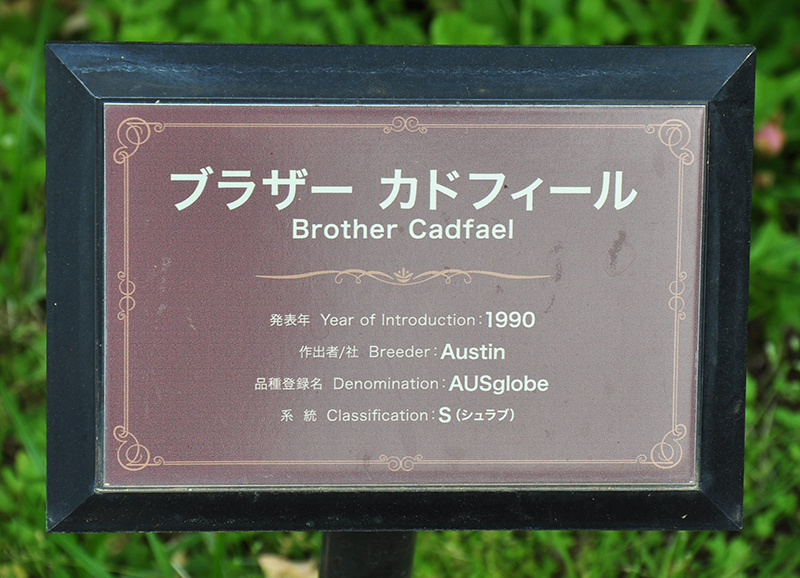 ブラザー カドフィール
Brother Cadfael
発表年 Year of Introduction：1990
作出者/社 Breeder：Austin
品種登録名 Denomination：AUSglobe
系 統 Classification：S（シュラブ）